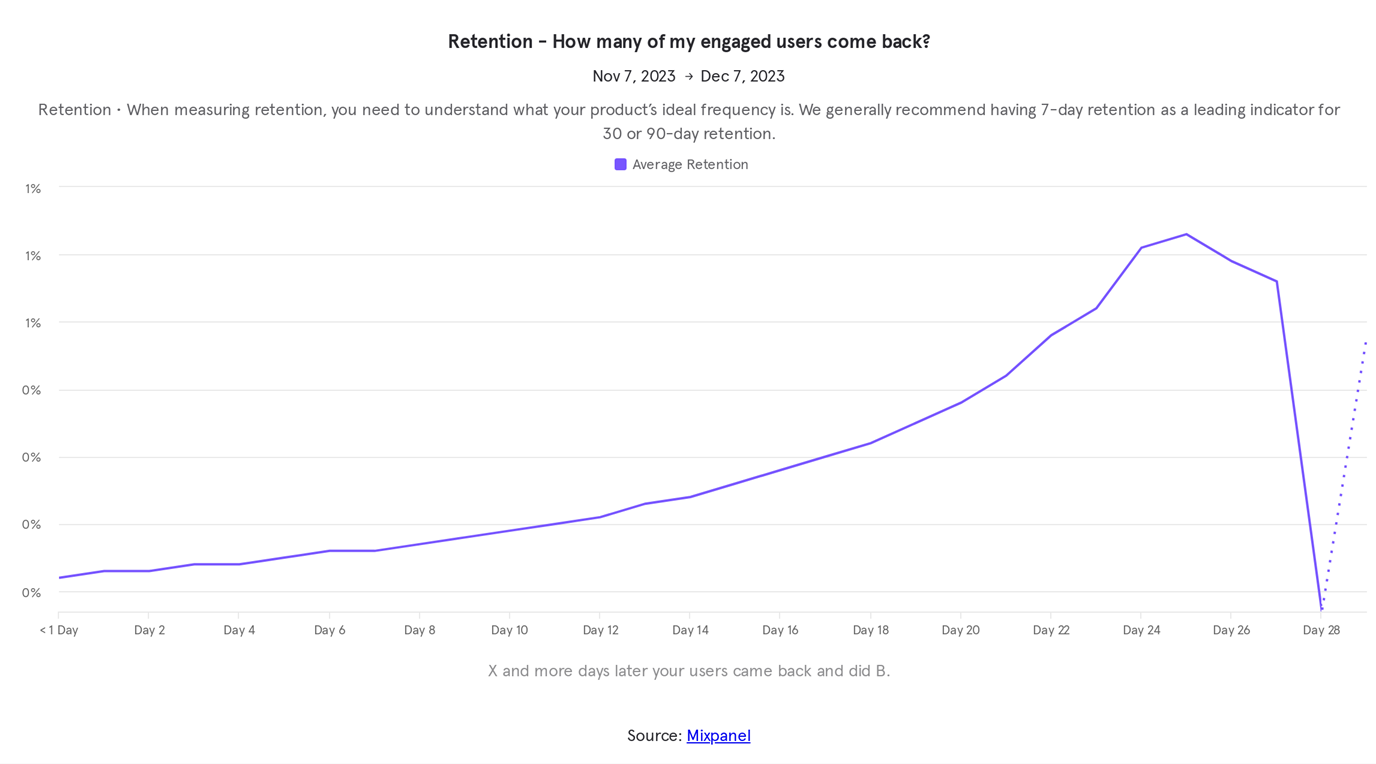 Retention – How many of my engaged users come back?
Nov 7, 2023 → Dec 7, 2023
Retention · When measuring retention, you need to understand what your product’s ideal frequency is. We generally recommend having 7-day retention as a leading indicator for
30 or 90-day retention.
Average Retention
1%
1%
1%
0%
0%
0%
0%
< 1 Day Day 2 Day 4 Day 6 Day 8 Day 10 Day 12 Day 14 Day 16 Day 18 Day 20 Day 22 Day 24 Day 26 Day 28
X and more days later your users came back and did B.
Source: Mixpanel